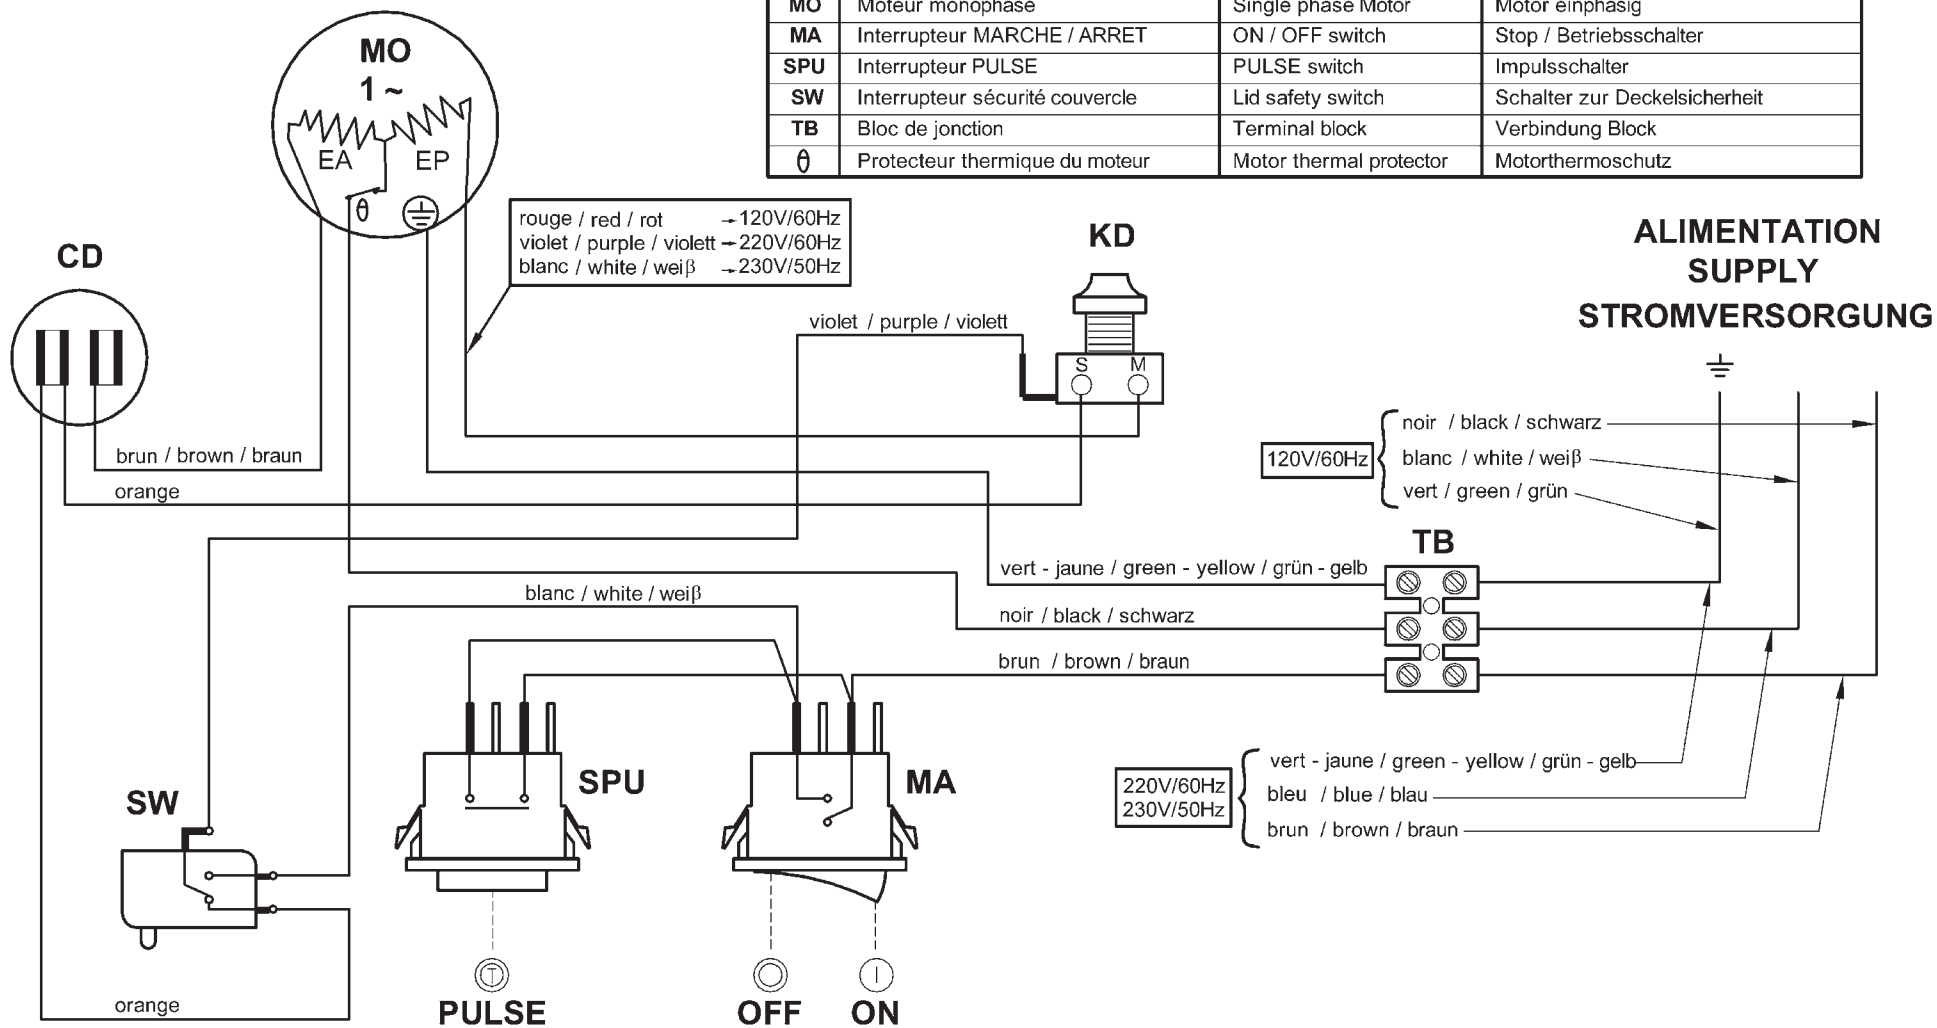 MO Moteur monophasé Single phase Motor Motor einphasig
MA Interrupteur MARCHE / ARRET ON / OFF switch Stop / Betriebsschalter
SPU Interrupteur PULSE PULSE switch Impulsschalter
SW Interrupteur sécurité couvercle Lid safety switch Schalter zur Deckelsicherheit
TB Bloc de jonction Terminal block Verbindung Block
θ Protecteur thermique du moteur Motor thermal protector Motorthermoschutz
MO
1 ~
EA EP
θ
rouge / red / rot →120V/60Hz
violet / purple / violett →220V/60Hz
blanc / white / weiβ →230V/50Hz
CD
KD
S M
violet / purple / violett
ALIMENTATION
SUPPLY
STROMVERSORGUNG
brun / brown / braun
orange
120V/60Hz
noir / black / schwarz
blanc / white / weiβ
vert / green / grün
TB
vert - jaune / green - yellow / grün - gelb
blanc / white / weiβ
noir / black / schwarz
brun / brown / braun
SPU
MA
SW
220V/60Hz
230V/50Hz
vert - jaune / green - yellow / grün - gelb
bleu / blue / blau
brun / brown / braun
orange
T
I
PULSE
OFF
ON